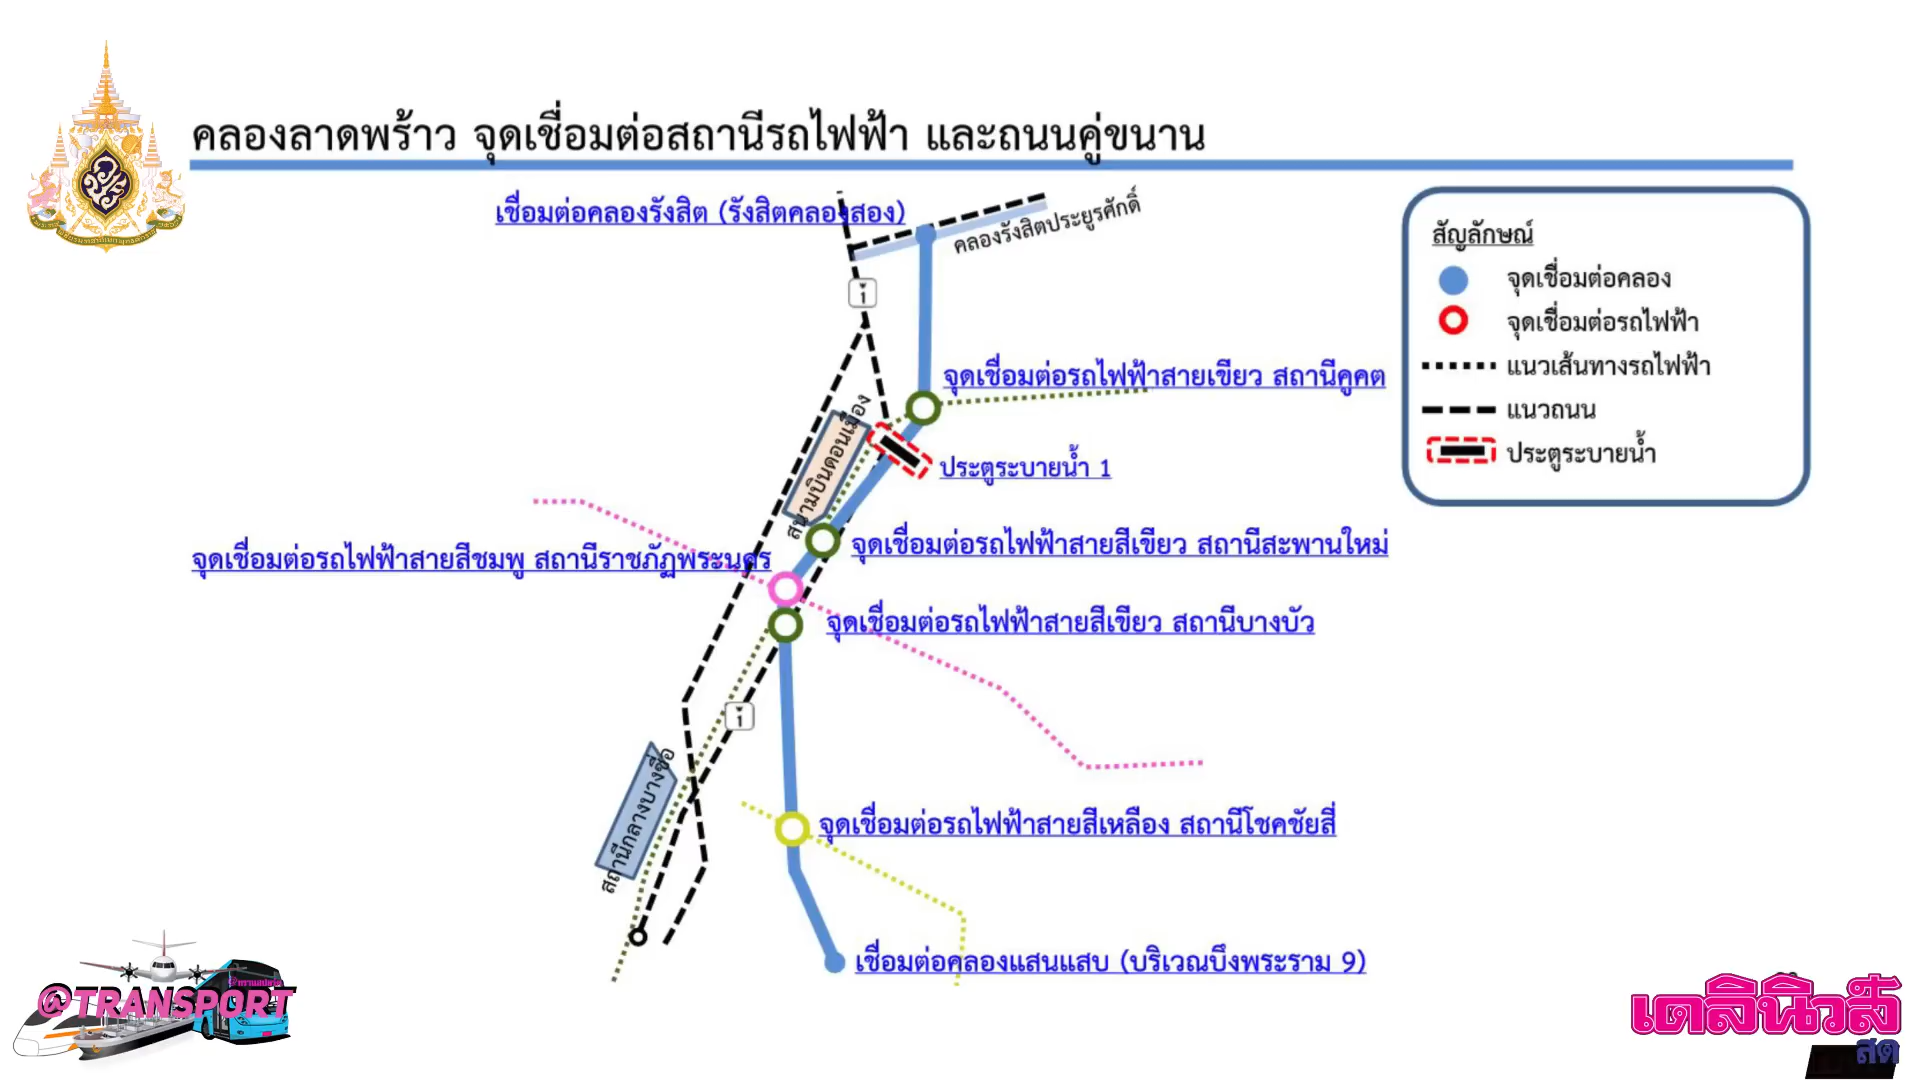 คลองลาดพร้าว จุดเชื่อมต่อสถานีรถไฟฟ้า และถนนคู่ขนาน
เชื่อมต่อคลองรังสิต (รังสิตคลองสอง)
คลองรังสิตประยูรศักดิ์
สัญลักษณ์
จุดเชื่อมต่อคลอง
จุดเชื่อมต่อรถไฟฟ้า
แนวเส้นทางรถไฟฟ้า
แนวถนน
ประตูระบายน้ำ
1
จุดเชื่อมต่อรถไฟฟ้าสายเขียว สถานีคูคต
สนามบินดอนเมือง
ประตูระบายน้ำ 1
จุดเชื่อมต่อรถไฟฟ้าสายสีเขียว สถานีสะพานใหม่
จุดเชื่อมต่อรถไฟฟ้าสายสีชมพู สถานีราชภัฏพระนคร
จุดเชื่อมต่อรถไฟฟ้าสายสีเขียว สถานีบางบัว
1
สถานีกลางบางซื่อ
จุดเชื่อมต่อรถไฟฟ้าสายสีเหลือง สถานีโชคชัยสี่
เชื่อมต่อคลองแสนแสบ (บริเวณบึงพระราม 9)
@TRANSPORT
เดลินิวส์
สด